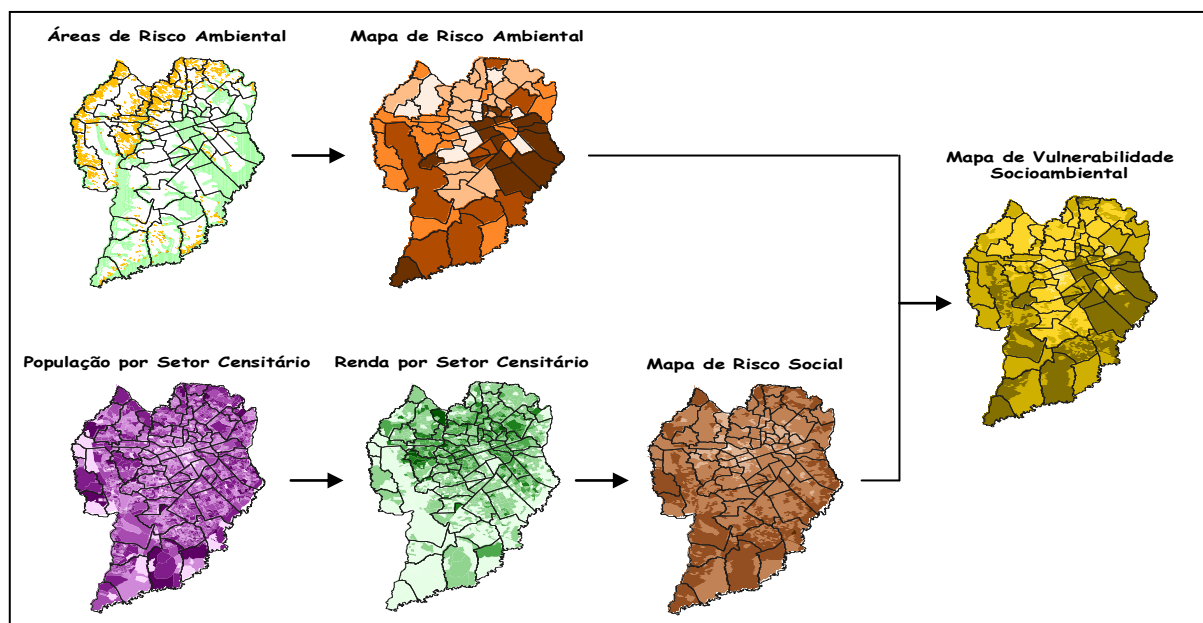 Áreas de Risco Ambiental
Mapa de Risco Ambiental
Mapa de Vulnerabilidade
Socioambiental
População por Setor Censitário
Renda por Setor Censitário
Mapa de Risco Social